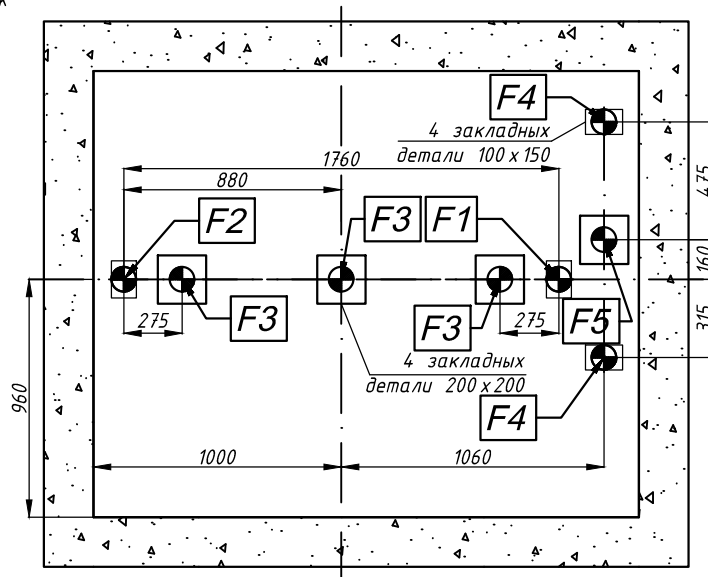 F4
4 закладных
детали 100 x 150
1760
880
475
F2
F3
F1
160
275
F3
F3
275
F5
315
4 закладных
детали 200 x 200
960
F4
1000
1060